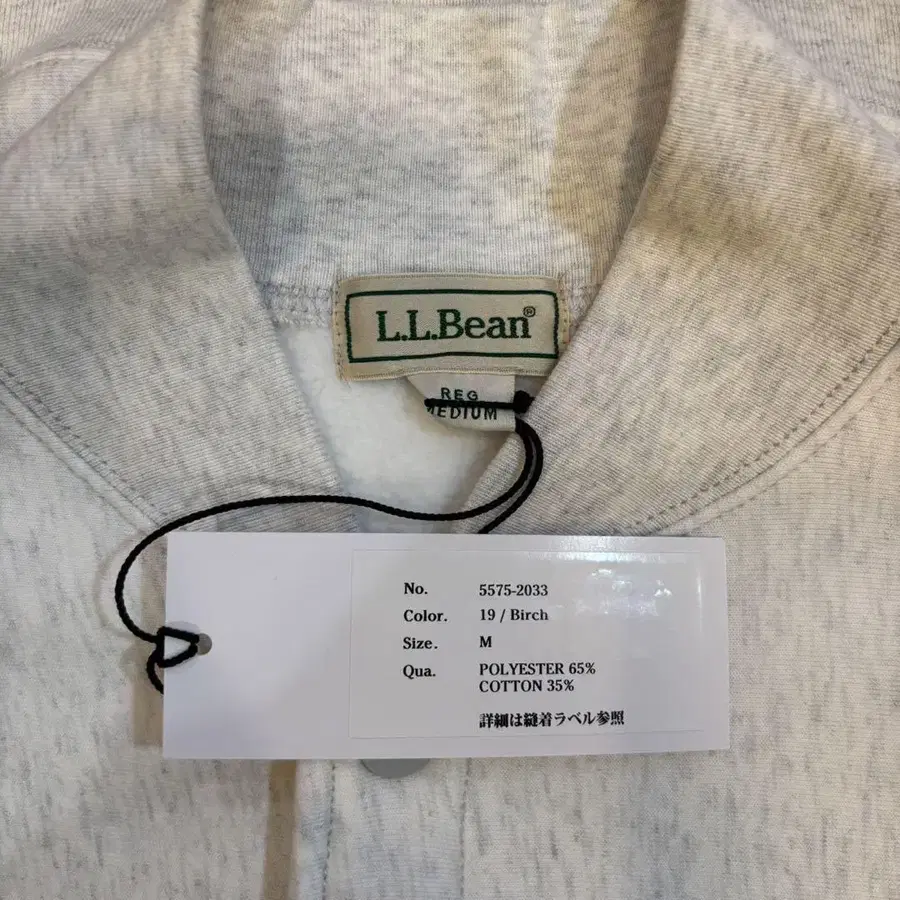 L.L.Bean®
REG
MEDIUM
No. 5575-2033
Color. 19 / Birch
Size. M
Qua. POLYESTER 65%
COTTON 35%
詳細は縫着ラベル参照